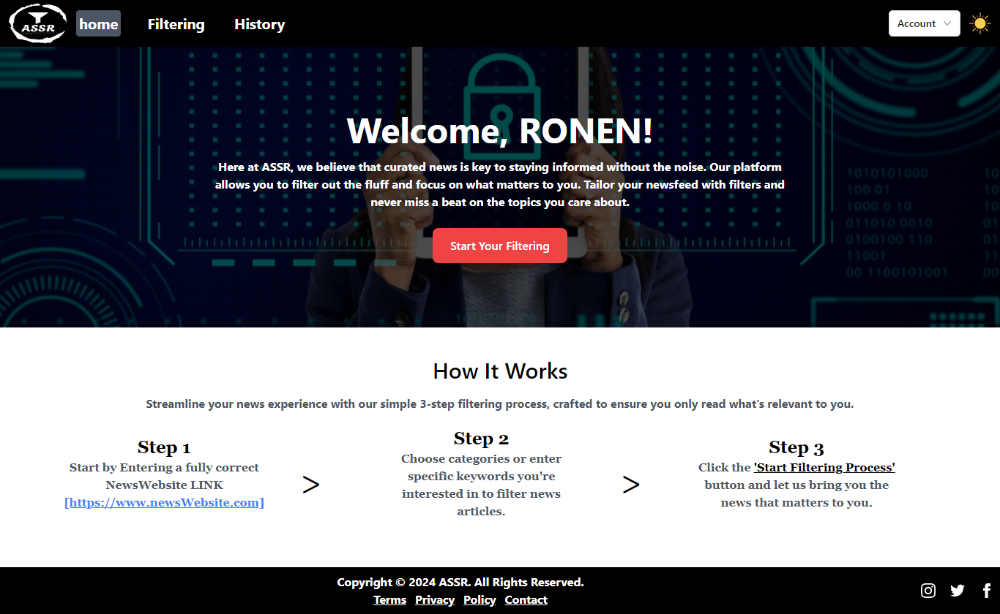 ASSR
home
Filtering
History
Account
Welcome, RONEN!
Here at ASSR, we believe that curated news is key to staying informed without the noise. Our platform
allows you to filter out the fluff and focus on what matters to you. Tailor your newsfeed with filters and
never miss a beat on the topics you care about.
Start Your Filtering
1010101000
100 01
1000 0 10
011010 0010
0100100 110
11001
00 1100101001
How It Works
Streamline your news experience with our simple 3-step filtering process, crafted to ensure you only read what's relevant to you.
Step 1
Start by Entering a fully correct
NewsWebsite LINK
[https://www.newsWebsite.com]
>
Step 2
Choose categories or enter
specific keywords you're
interested in to filter news
articles.
>
Step 3
Click the 'Start Filtering Process'
button and let us bring you the
news that matters to you.
Copyright © 2024 ASSR. All Rights Reserved.
Terms Privacy Policy Contact